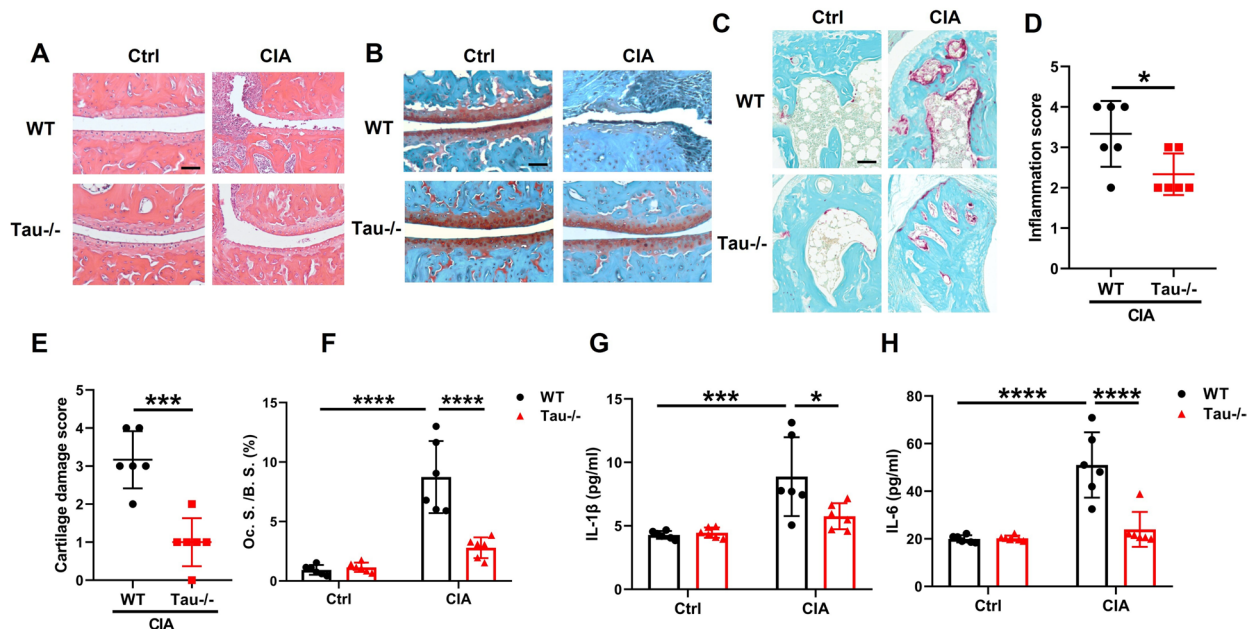 A
Ctrl
CIA
WT
Tau-/-
B
Ctrl
CIA
WT
Tau-/-
C
Ctrl
CIA
WT
Tau-/-
D
Inflammation score
5
4
3
2
1
0
*
WT
Tau-/-
CIA
E
Cartilage damage score
5
4
3
2
1
0
***
WT
Tau-/-
CIA
F
Oc. S. /B. S. (%)
15
10
5
0
****
****
WT
Tau-/-
Ctrl
CIA
G
IL-1β (pg/ml)
15
10
5
0
***
*
Ctrl
CIA
H
IL-6 (pg/ml)
80
60
40
20
0
****
****
WT
Tau-/-
Ctrl
CIA